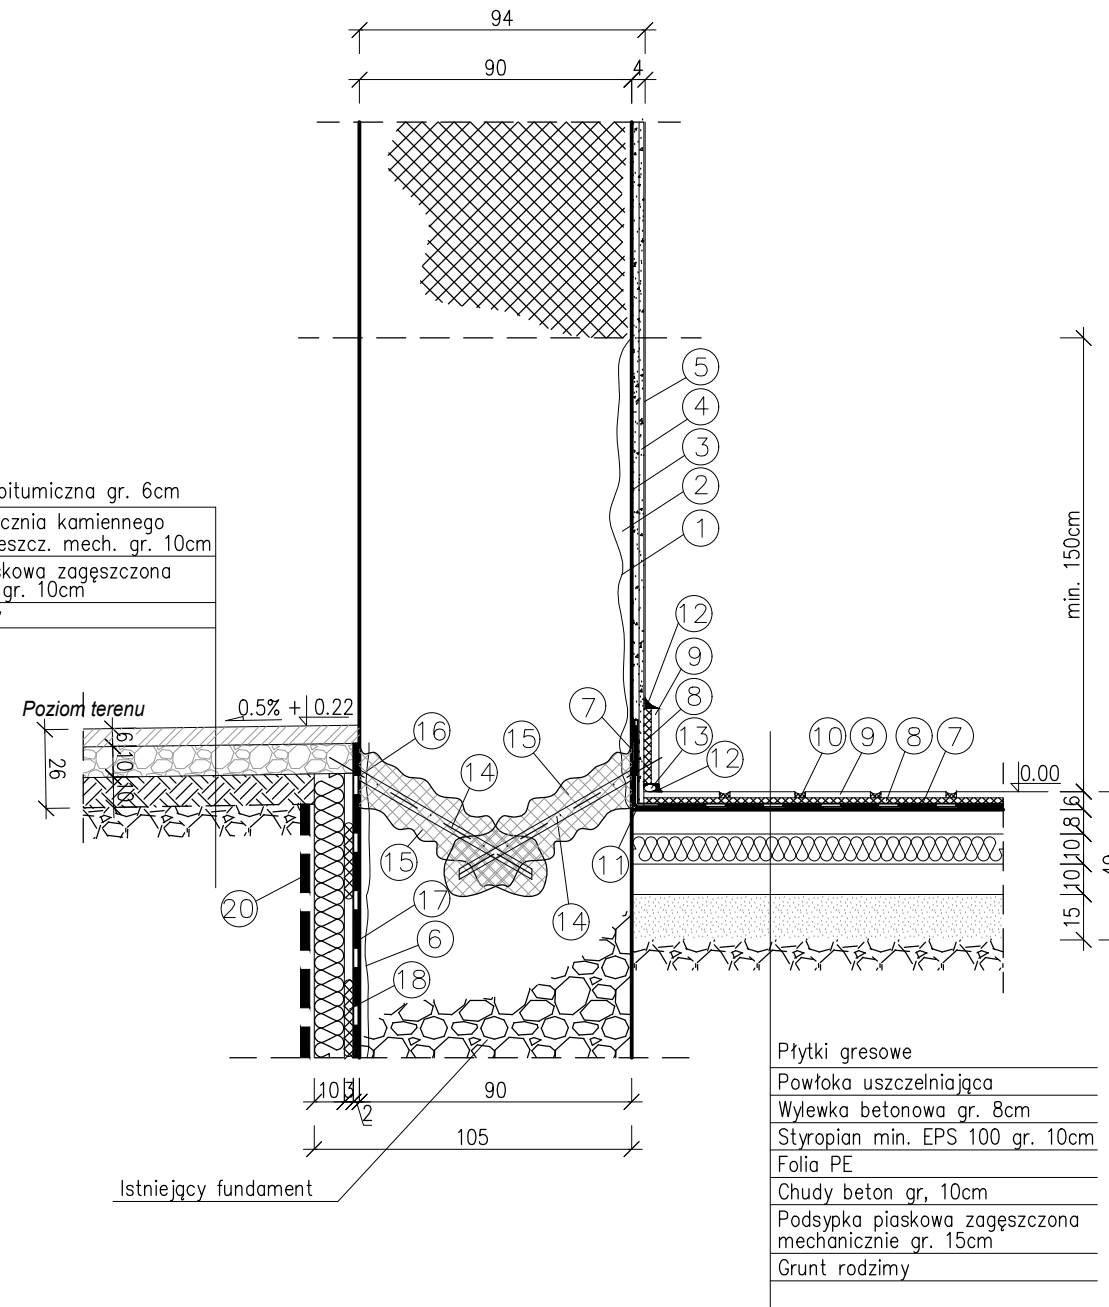 94
90
4
5
4
3
2
1
min. 150cm
bitumiczna gr. 6cm
cznia kamiennego
eszcz. mech. gr. 10cm
skowa zagęszczona
gr. 10cm
12
9
8
7
13
12
Poziom terenu
0.5% + 0.22
16
15
14
10 9 8 7
0.00
6
10
10
26
15
11
14
17
20
6
18
6
8
10
10
15
40
10 3 90
2
105
Istniejący fundament
Płytki gresowe
Powłoka uszczelniająca
Wylewka betonowa gr. 8cm
Styropian min. EPS 100 gr. 10cm
Folia PE
Chudy beton gr, 10cm
Podsypka piaskowa zagęszczona
mechanicznie gr. 15cm
Grunt rodzimy